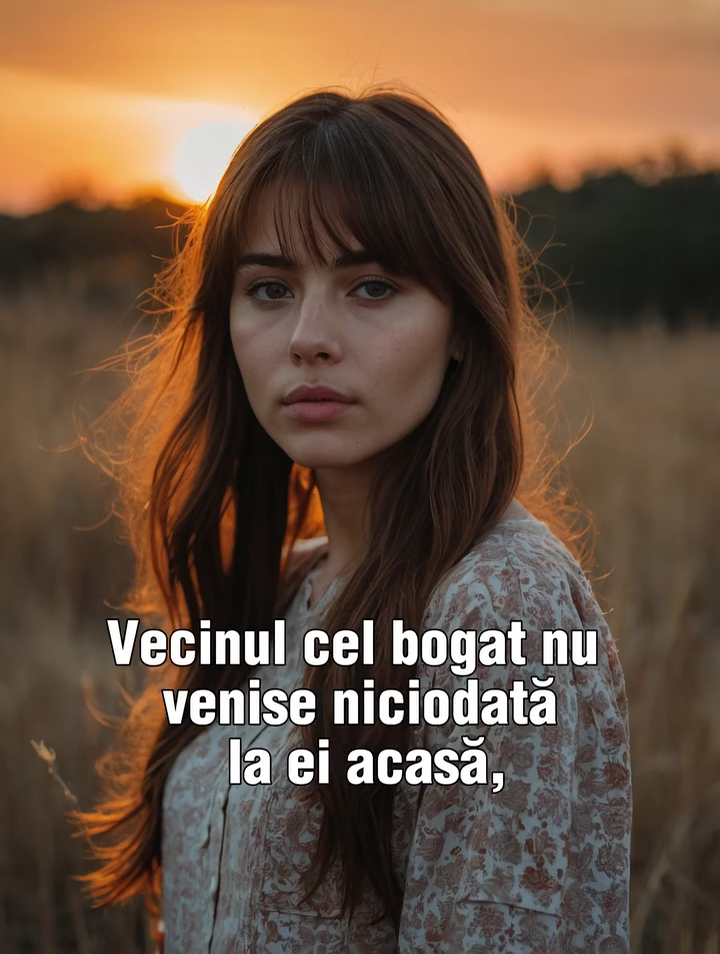 Vecinul cel bogat nu
venise niciodată
la ei acasă,